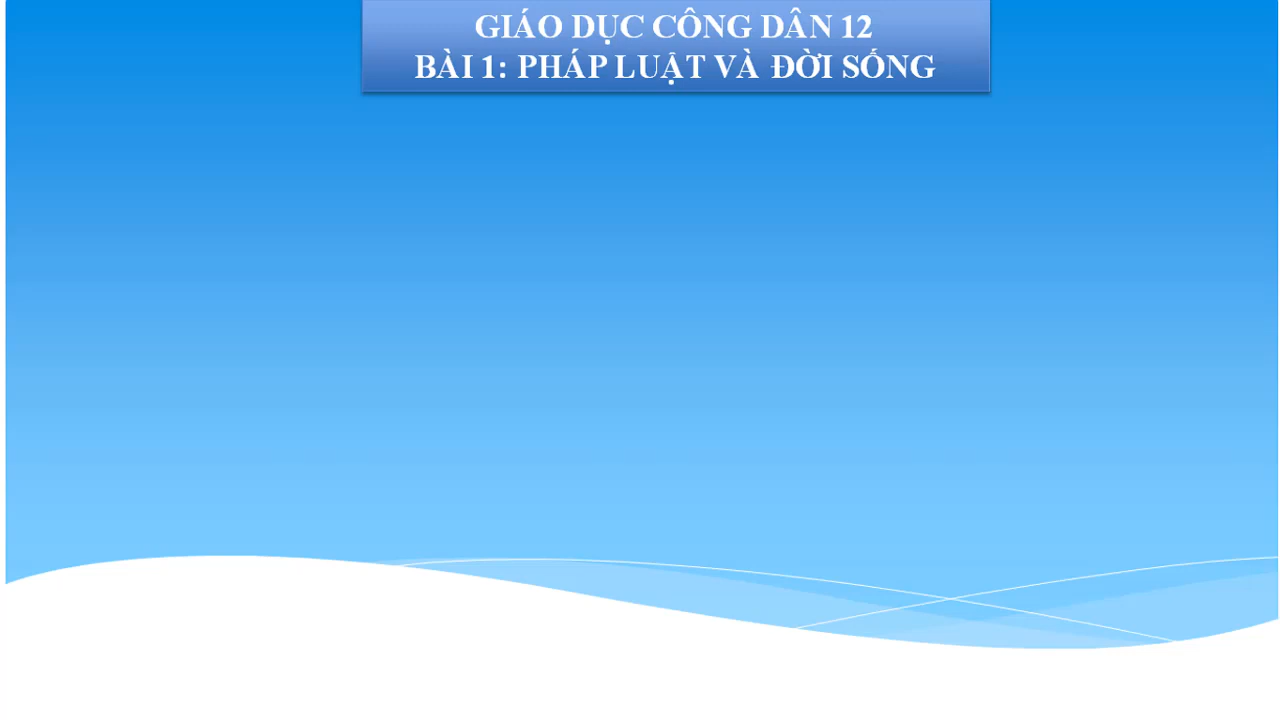 GIÁO DỤC CÔNG DÂN 12
BÀI 1: PHÁP LUẬT VÀ ĐỜI SỐNG